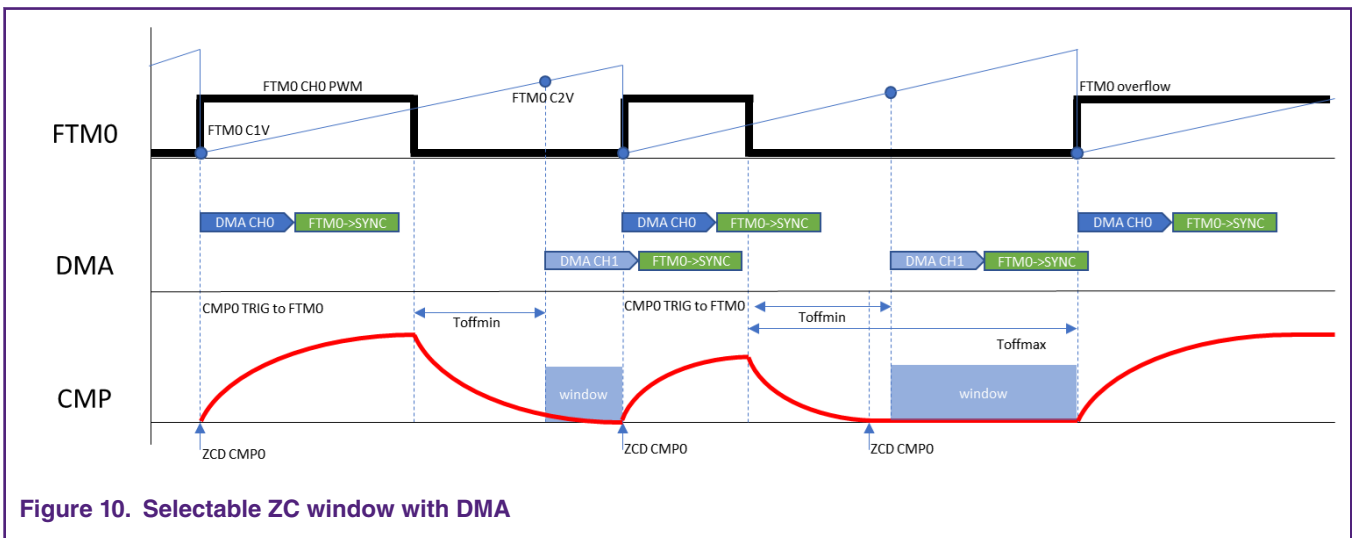 FTM0 CH0 PWM
FTM0 C2V
FTM0 overflow
FTM0
FTM0 C1V
DMA CH0
FTM0->SYNC
DMA CH0
FTM0->SYNC
DMA CH0
FTM0->SYNC
DMA
DMA CH1
FTM0->SYNC
DMA CH1
FTM0->SYNC
CMP0 TRIG to FTM0
CMP0 TRIG to FTM0
Toffmin
Toffmin
Toffmax
CMP
window
window
ZCD CMP0
ZCD CMP0
ZCD CMP0
Figure 10. Selectable ZC window with DMA